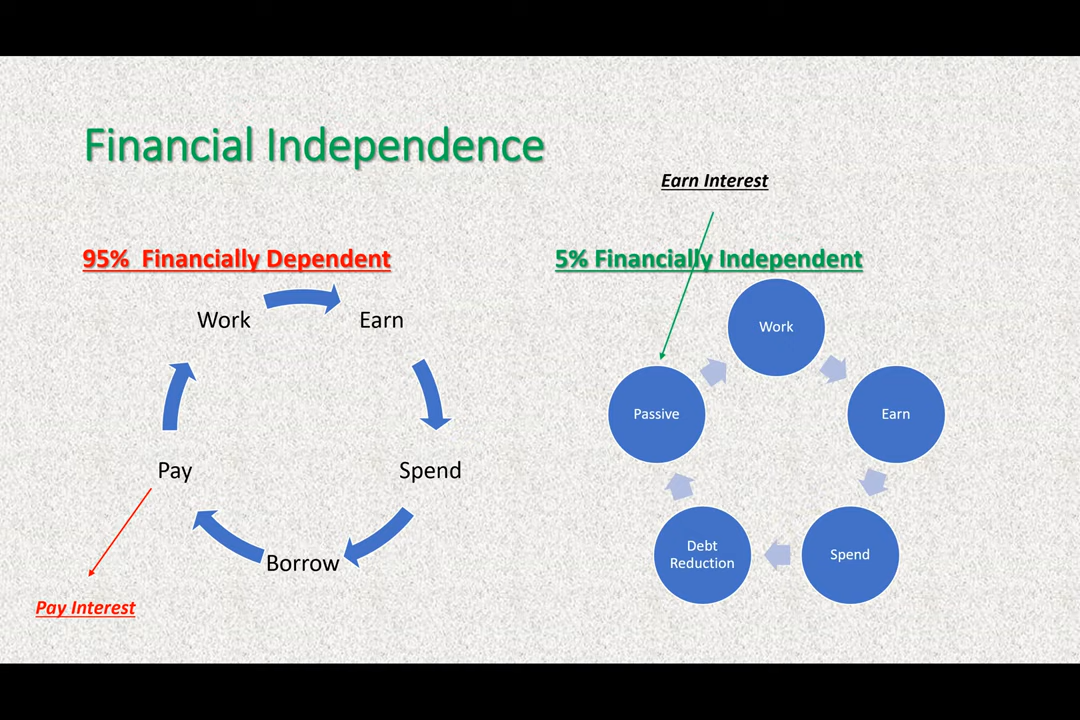 Financial Independence
Earn Interest
95%  Financially Dependent
Work
Earn
Spend
Borrow
Pay
Pay Interest
5% Financially Independent
Work
Earn
Spend
Debt
Reduction
Passive